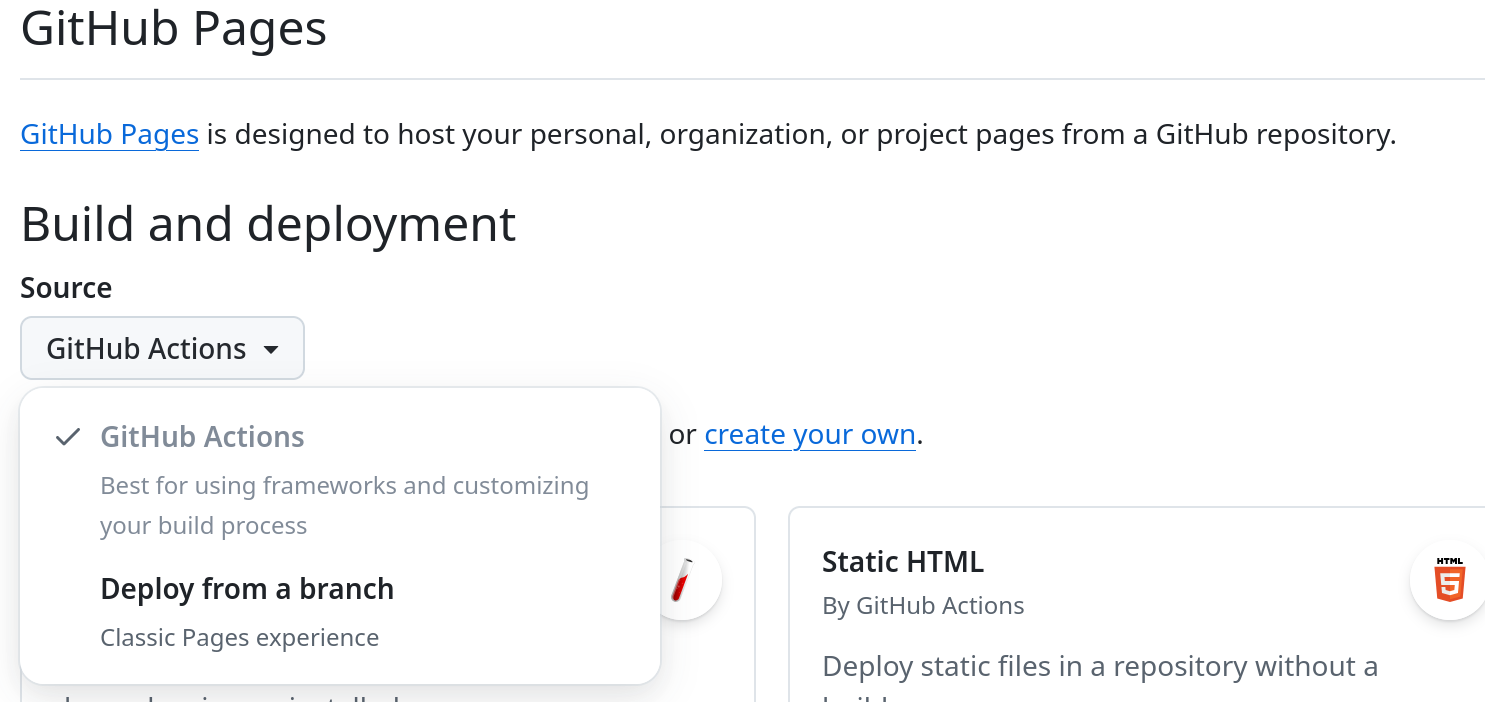 GitHub Pages
GitHub Pages is designed to host your personal, organization, or project pages from a GitHub repository.
Build and deployment
Source
GitHub Actions
GitHub Actions
Best for using frameworks and customizing
your build process
Deploy from a branch
Classic Pages experience
or create your own.
Static HTML
By GitHub Actions
HTML
5
Deploy static files in a repository without a